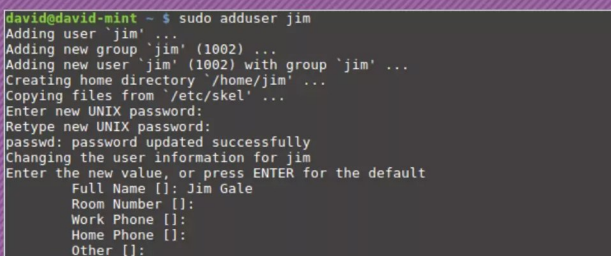 david@david-mint ~ $ sudo adduser jim
Adding user `jim' ...
Adding new group `jim' (1002) ...
Adding new user `jim' (1002) with group `jim' ...
Creating home directory `/home/jim' ...
Copying files from `/etc/skel' ...
Enter new UNIX password:
Retype new UNIX password:
passwd: password updated successfully
Changing the user information for jim
Enter the new value, or press ENTER for the default
Full Name []: Jim Gale
Room Number []:
Work Phone []:
Home Phone []:
Other []: